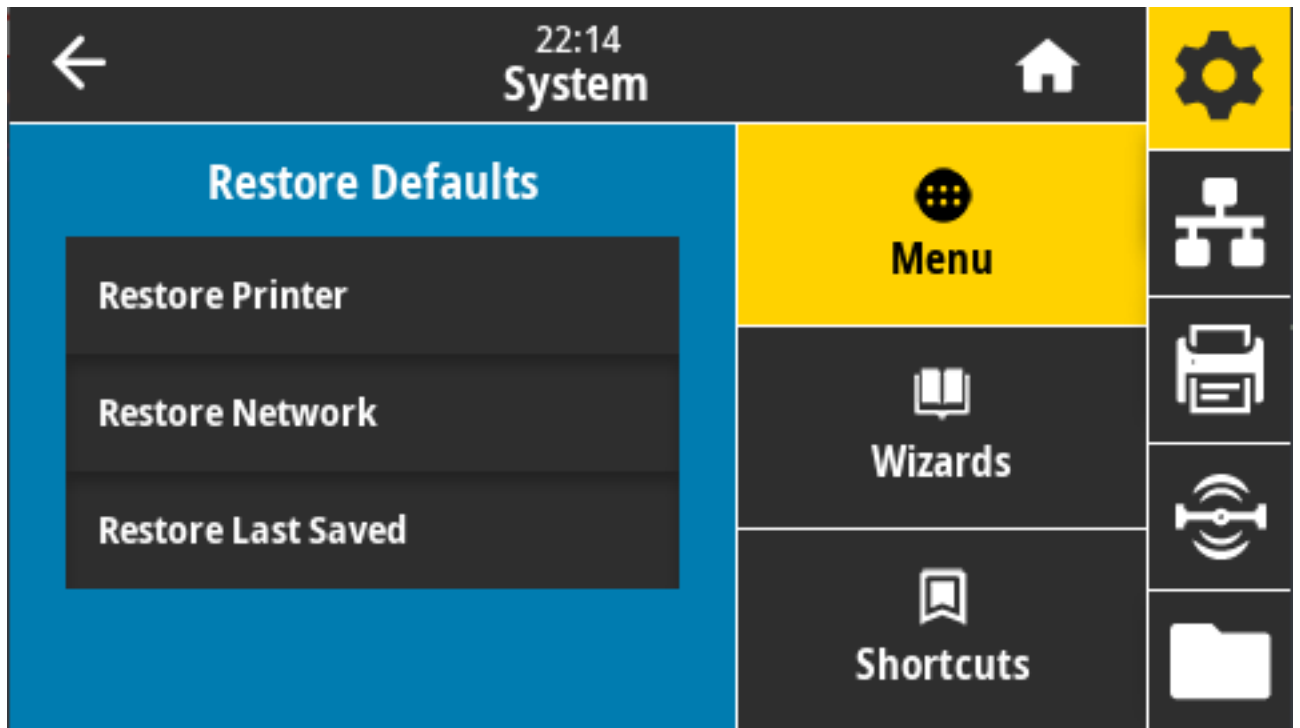 22:14
System
Restore Defaults
Restore Printer
Restore Network
Restore Last Saved
Menu
Wizards
Shortcuts